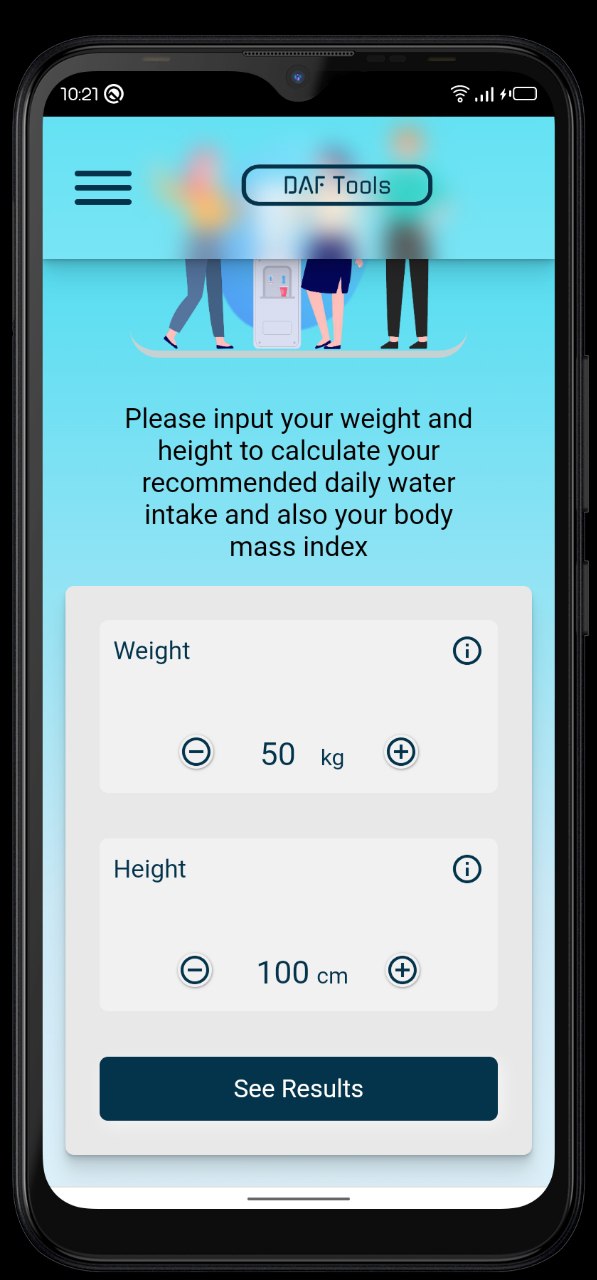 10:21
DAF Tools
Please input your weight and
height to calculate your
recommended daily water
intake and also your body
mass index
Weight
50 kg
Height
100 cm
See Results